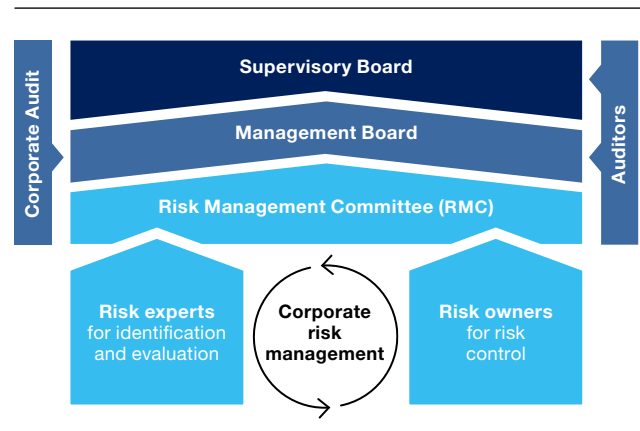 Supervisory Board
Corporate Audit
Auditors
Management Board
Risk Management Committee (RMC)
Risk experts
for identification
and evaluation
Corporate
risk
management
Risk owners
for risk
control